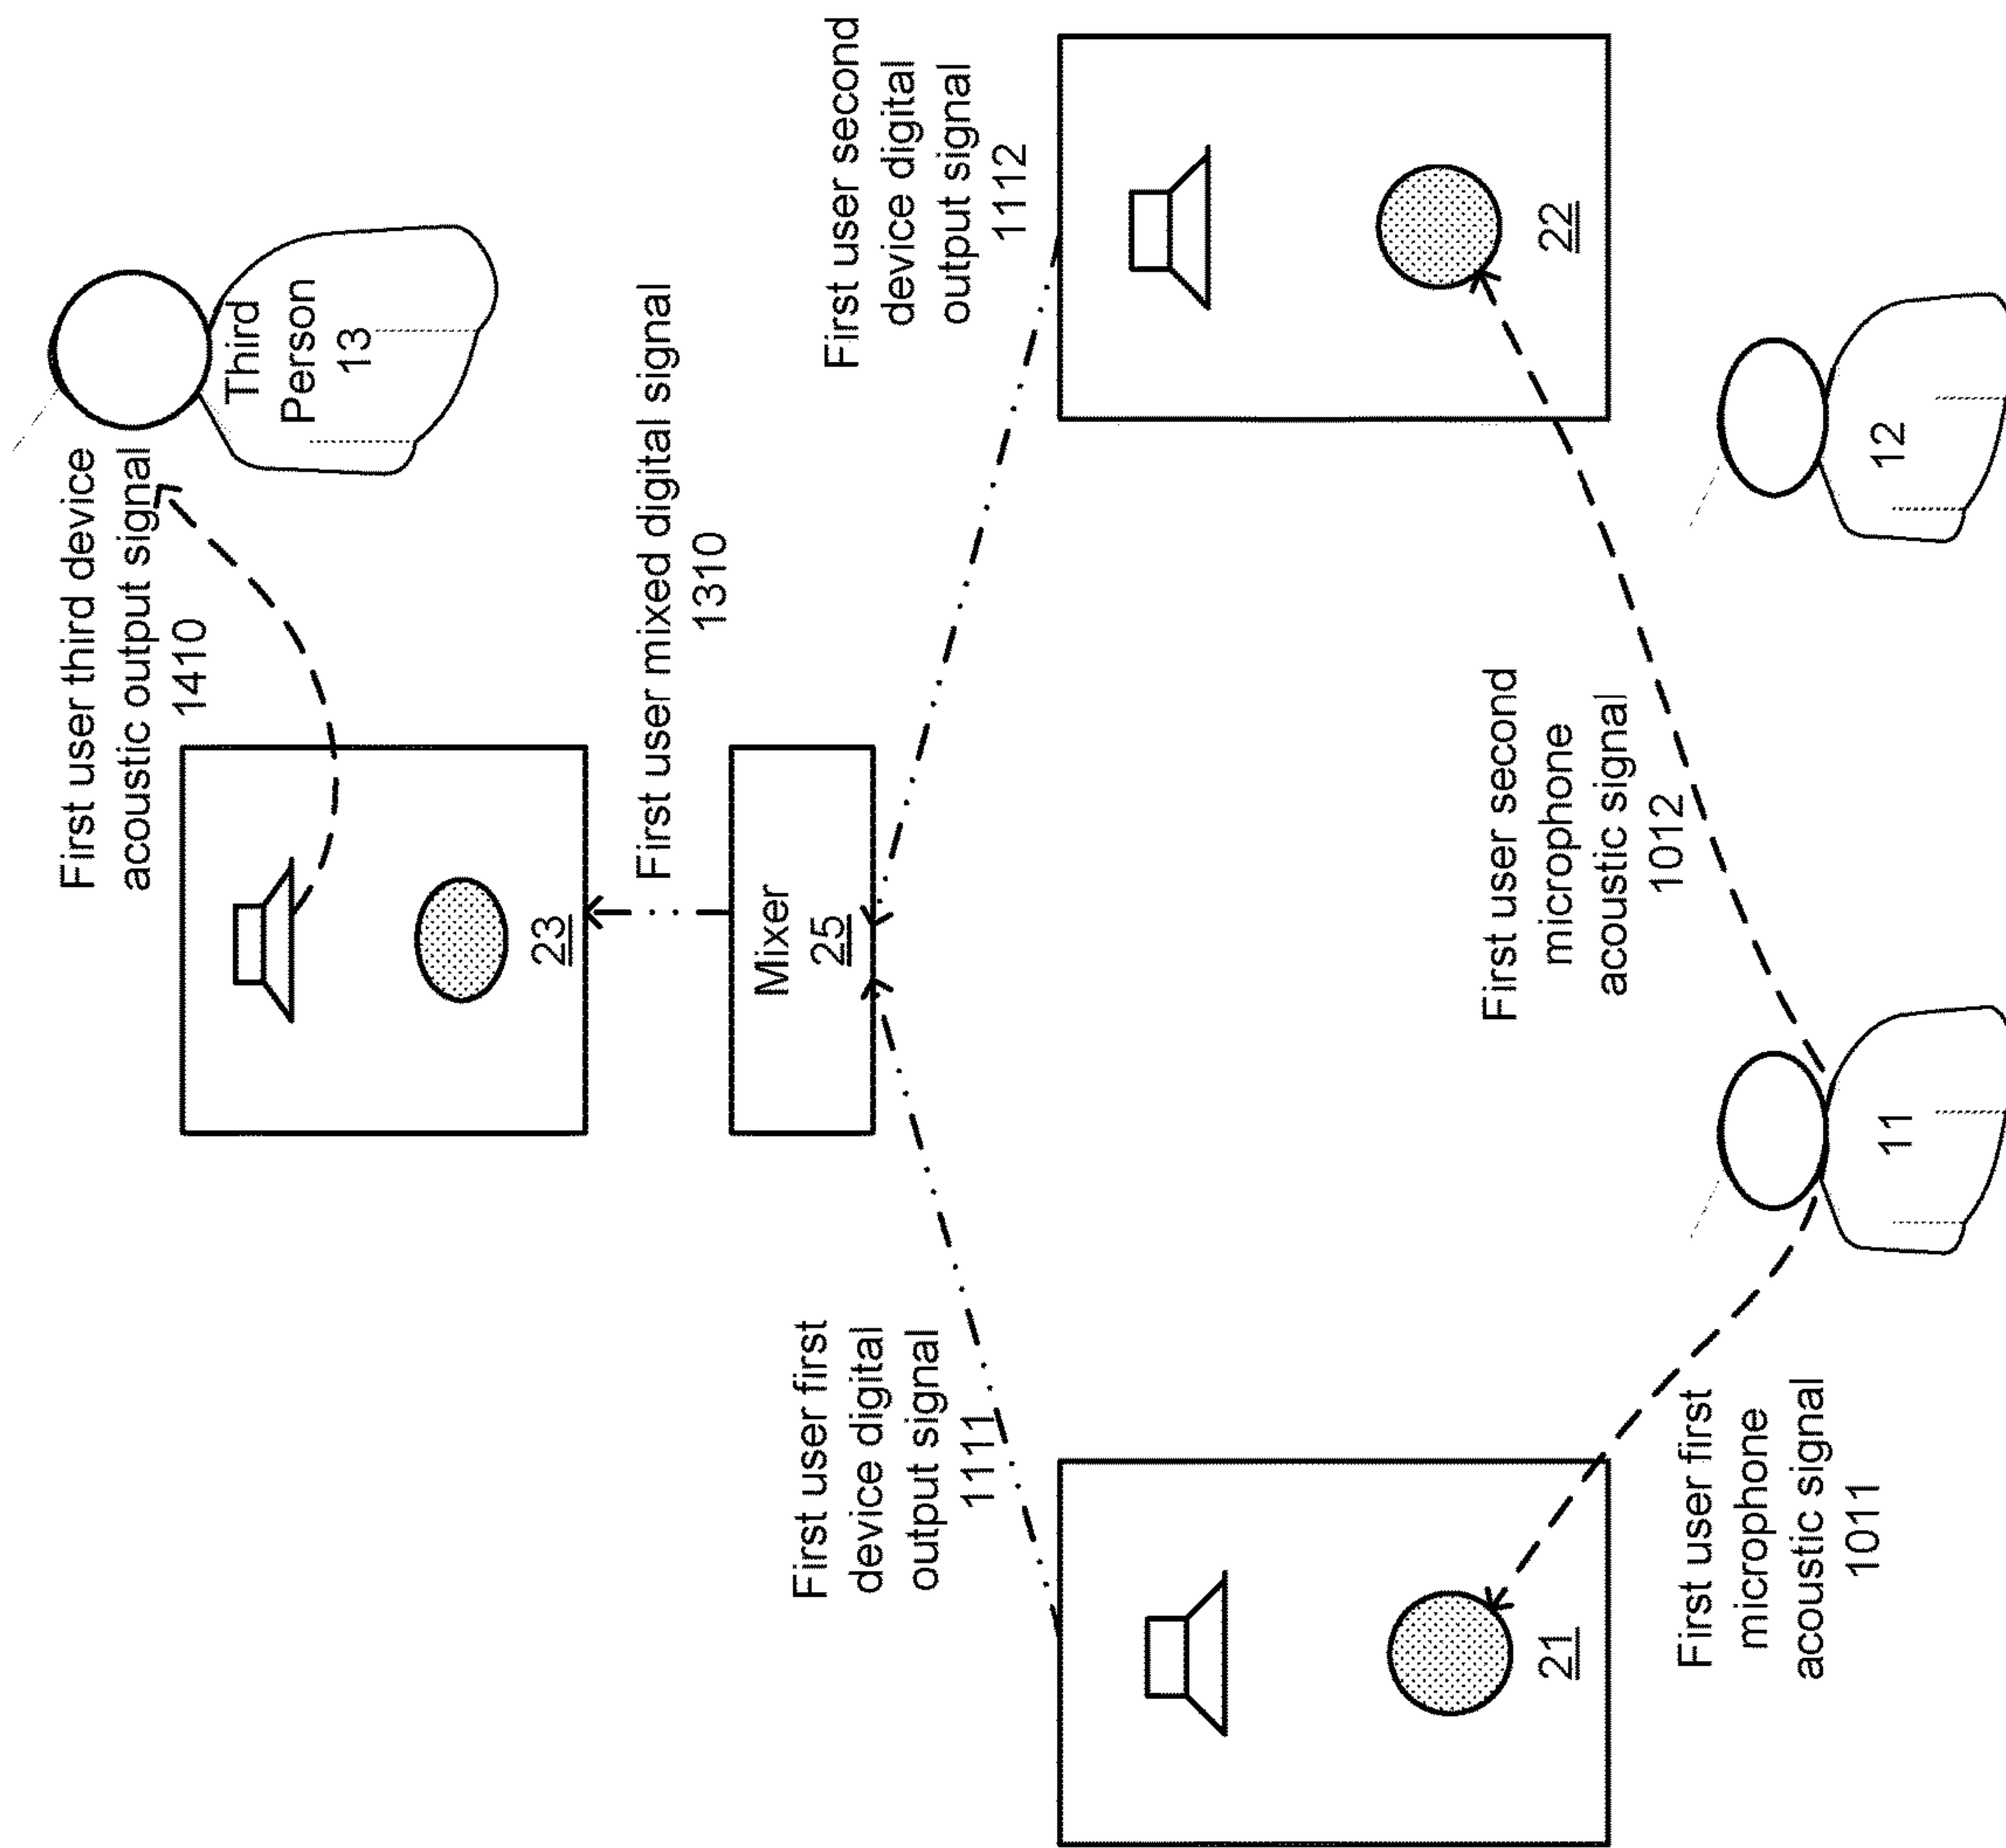 First user third device
acoustic output signal
1410
Third
Person
13
23
First user mixed digital signal
1310
Mixer
25
First user first
device digital
output signal
1111
First user second
device digital
output signal
1112
21
22
First user first
microphone
acoustic signal
1011
First user second
microphone
acoustic signal
1012
11
12